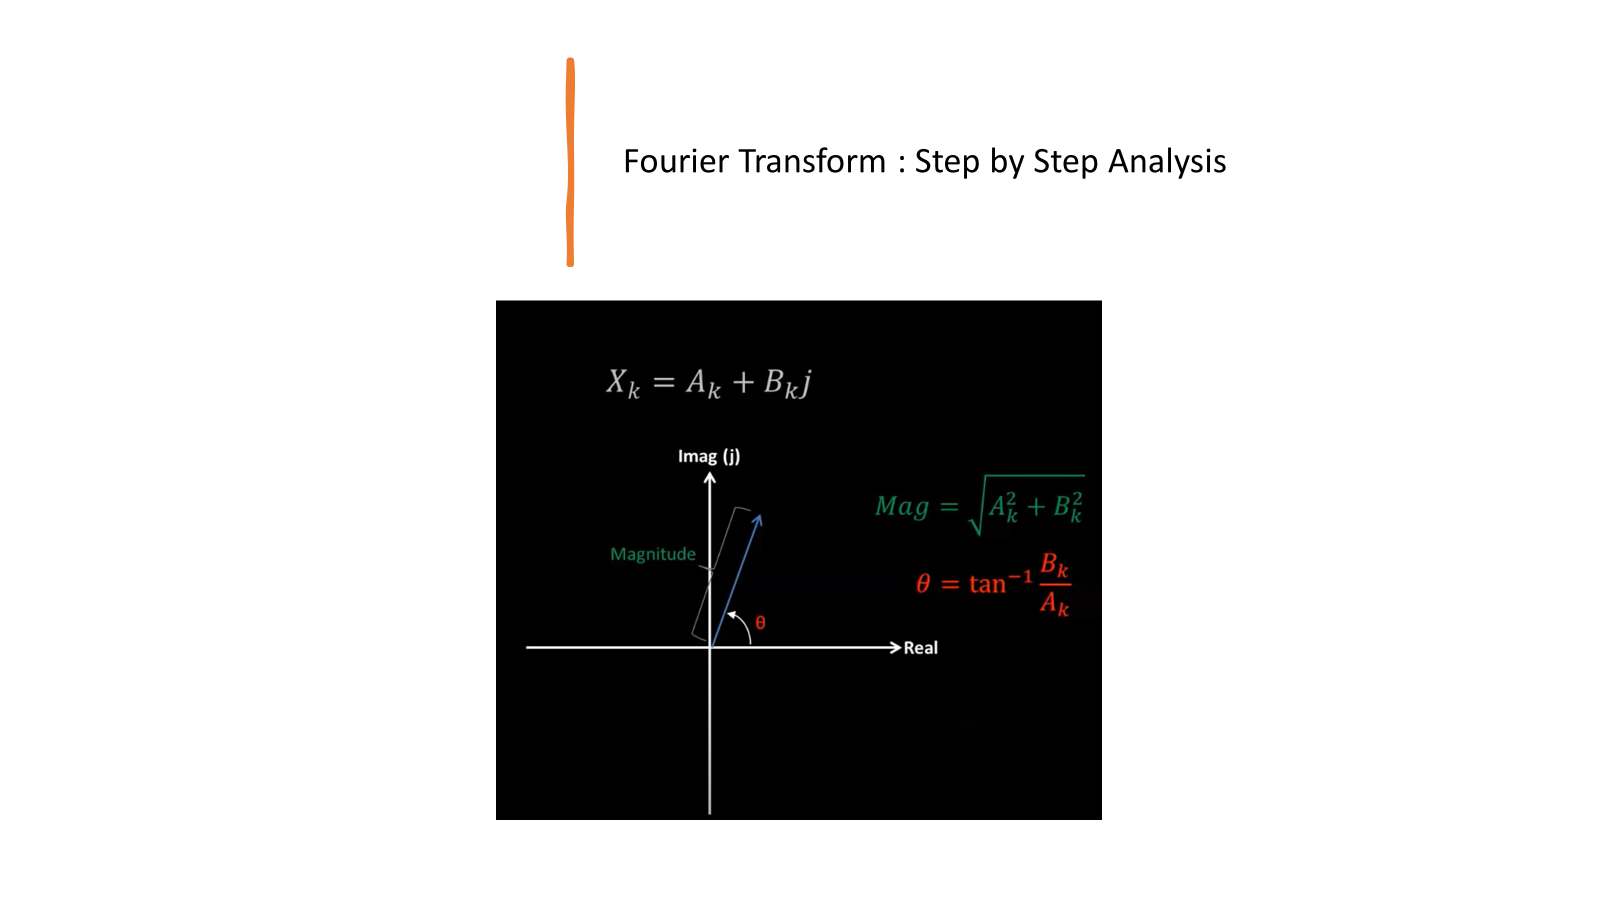 Fourier Transform : Step by Step Analysis
X_k = A_k + B_k j
Imag (j)
Mag = √(A_k^2 + B_k^2)
Magnitude
θ = tan^{-1} B_k / A_k
θ
Real